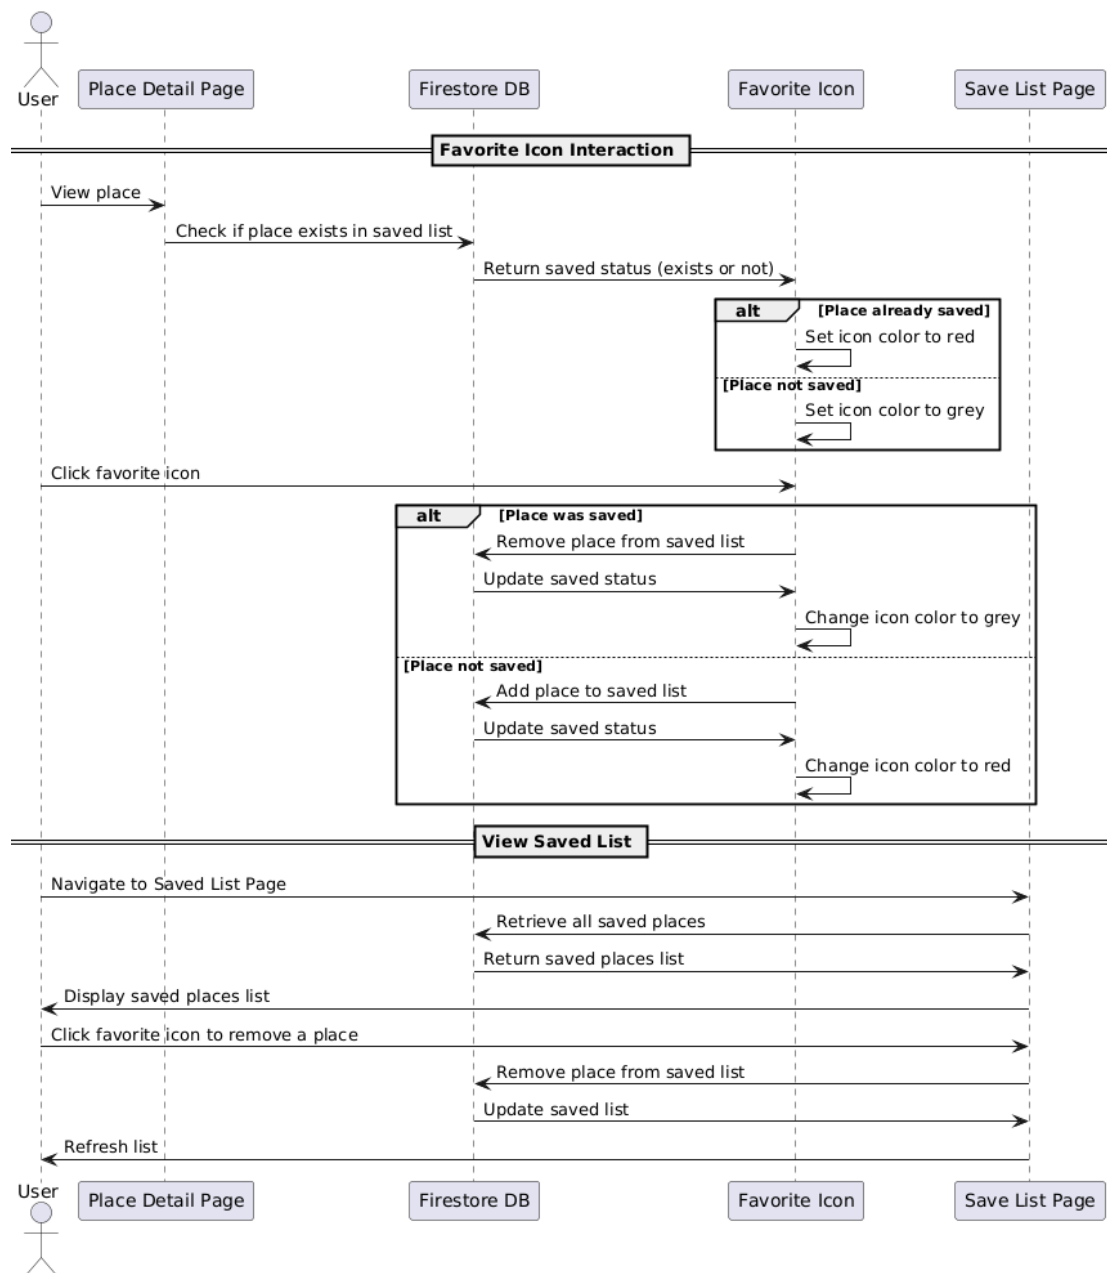 User
Place Detail Page
Firestore DB
Favorite Icon
Save List Page
Favorite Icon Interaction
View place
Check if place exists in saved list
Return saved status (exists or not)
alt
[Place already saved]
Set icon color to red
[Place not saved]
Set icon color to grey
Click favorite icon
alt
[Place was saved]
Remove place from saved list
Update saved status
Change icon color to grey
[Place not saved]
Add place to saved list
Update saved status
Change icon color to red
View Saved List
Navigate to Saved List Page
Retrieve all saved places
Return saved places list
Display saved places list
Click favorite icon to remove a place
Remove place from saved list
Update saved list
Refresh list
User
Place Detail Page
Firestore DB
Favorite Icon
Save List Page